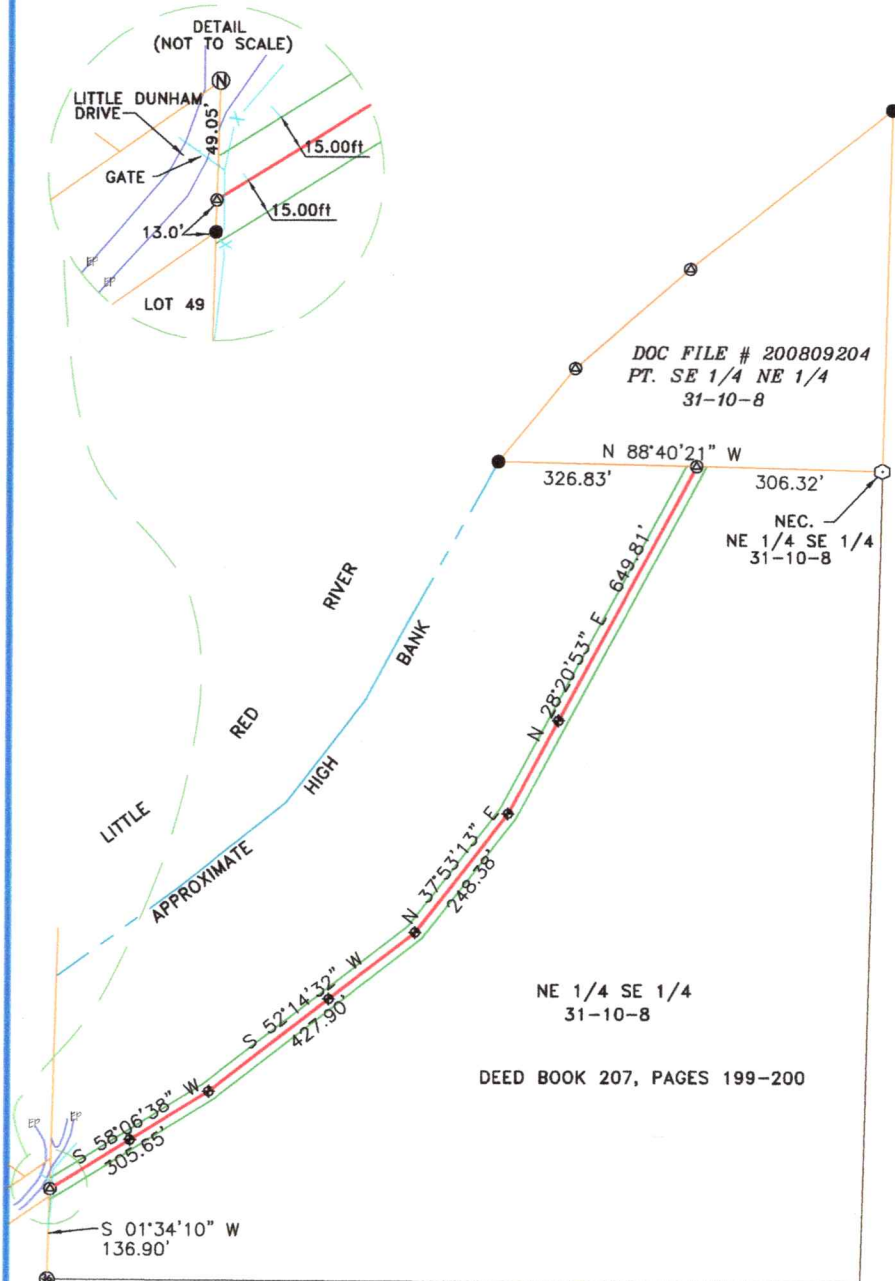 DETAIL
(NOT TO SCALE)
N
LITTLE DUNHAM
DRIVE
49.05'
GATE
15.00ft
15.00ft
13.0'
EP
EP
LOT 49
X
X
DOC FILE # 200809204
PT. SE 1/4 NE 1/4
31-10-8
N 88°40'21" W
326.83'
306.32'
NEC.
NE 1/4 SE 1/4
31-10-8
N 28°20'53" E 649.81'
LITTLE RED RIVER
APPROXIMATE HIGH BANK
N 37°53'13" E
248.38'
S 52°14'32" W
427.90'
NE 1/4 SE 1/4
31-10-8
DEED BOOK 207, PAGES 199-200
S 58°06'38" W
305.65'
EP
EP
S 01°34'10" W
136.90'